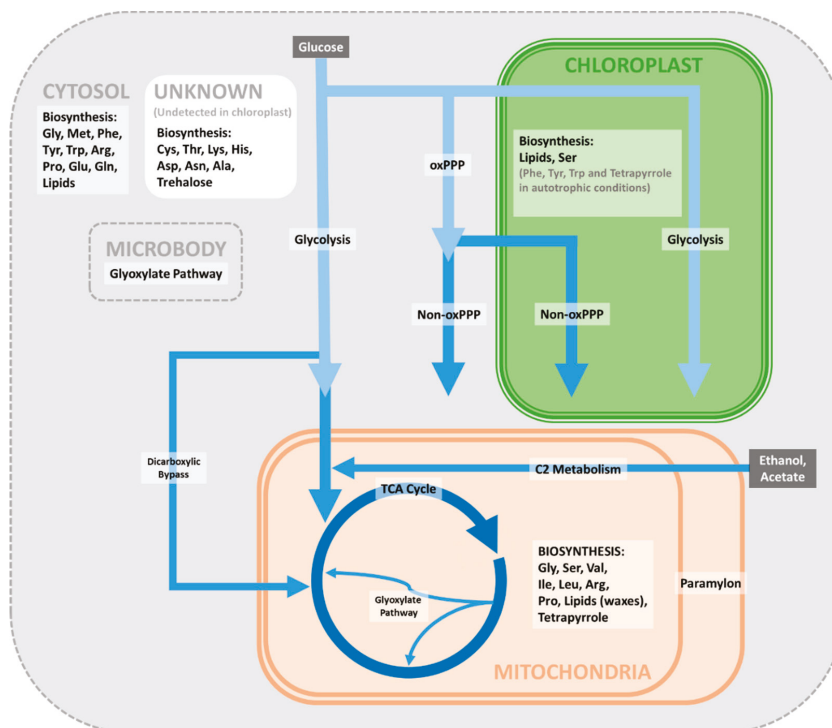 Glucose
CYTOSOL
Biosynthesis:
Gly, Met, Phe,
Tyr, Trp, Arg,
Pro, Glu, Gln,
Lipids
UNKNOWN
(Undetected in chloroplast)
Biosynthesis:
Cys, Thr, Lys, His,
Asp, Asn, Ala,
Trehalose
CHLOROPLAST
Biosynthesis:
Lipids, Ser
(Phe, Tyr, Trp and Tetrapyrrole
in autotrophic conditions)
oxPPP
MICROBODY
Glyoxylate Pathway
Glycolysis
Glycolysis
Non-oxPPP
Non-oxPPP
Dicarboxylic
Bypass
C2 Metabolism
Ethanol,
Acetate
TCA Cycle
BIOSYNTHESIS:
Gly, Ser, Val,
Ile, Leu, Arg,
Pro, Lipids (waxes),
Tetrapyrrole
Paramylon
Glyoxylate
Pathway
MITOCHONDRIA